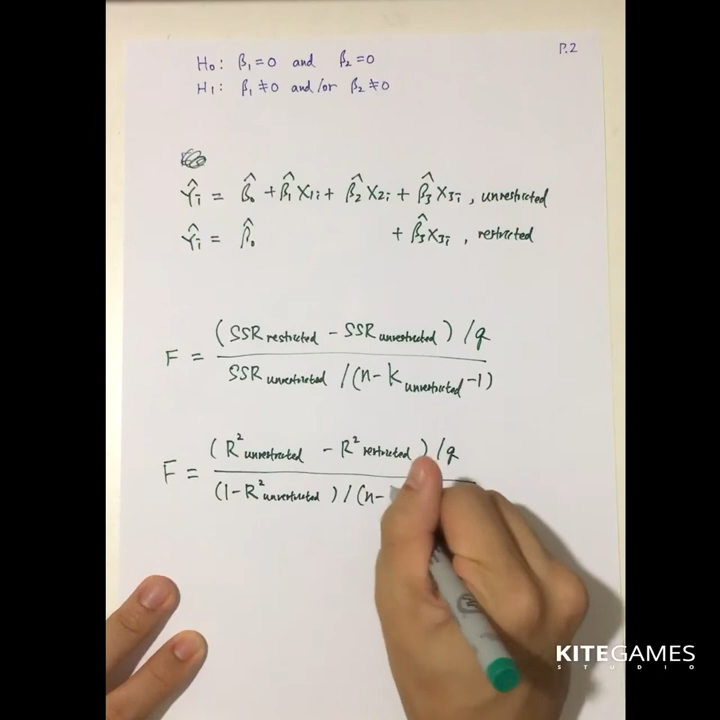 P.2
H₀: β₁=0 and β₂=0
H₁: β₁≠0 and/or β₂≠0
Ŷᵢ = β̂₀ + β̂₁X₁ᵢ + β̂₂X₂ᵢ + β̂₃X₃ᵢ, unrestricted
Ŷᵢ = β̂₀ + β̂₃X₃ᵢ, restricted
(SSR restricted - SSR unrestricted) / q
F =
SSR unrestricted / (n - k unrestricted - 1)
(R² unrestricted - R² restricted) / q
F =
(1 - R² unrestricted) / (n -
KITEGAMES
STUDIO